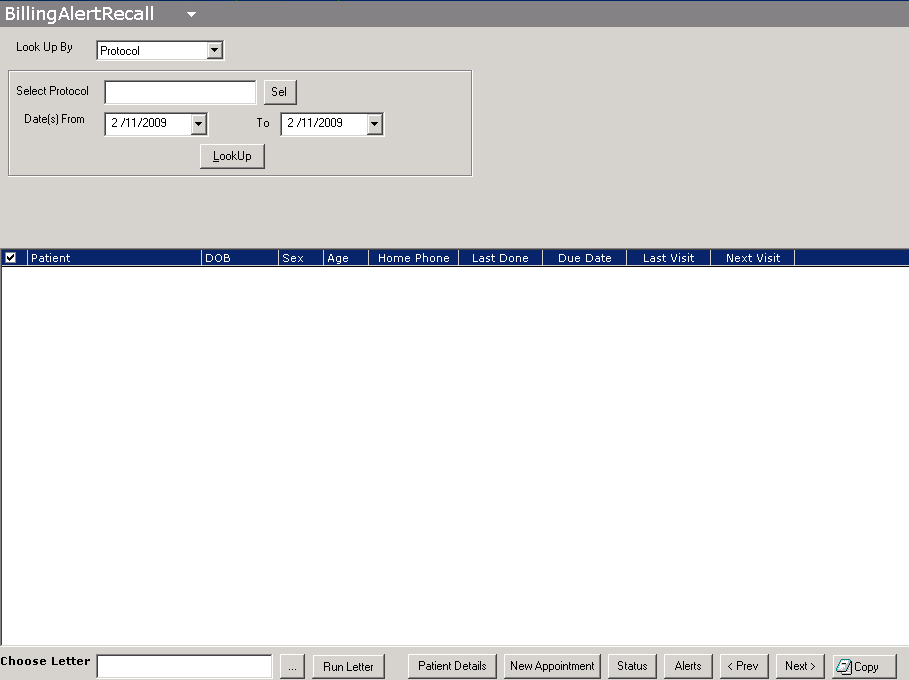 BillingAlertRecall
Look Up By Protocol
Select Protocol Sel
Date(s) From 2 /11/2009 To 2 /11/2009
LookUp
Patient DOB Sex Age Home Phone Last Done Due Date Last Visit Next Visit
Choose Letter ... Run Letter Patient Details New Appointment Status Alerts < Prev Next > Copy